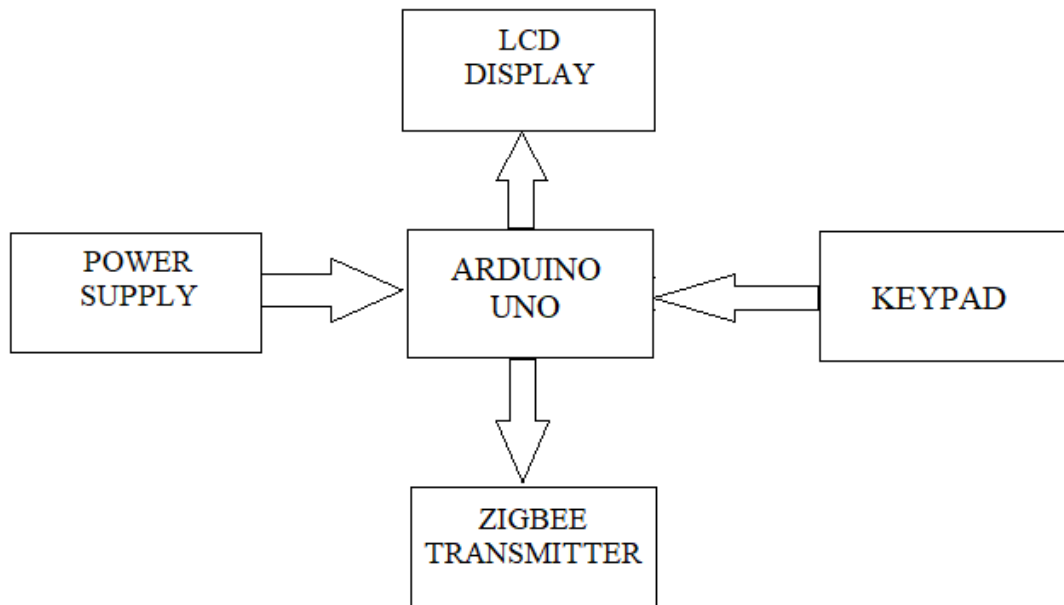 LCD
DISPLAY
POWER
SUPPLY
ARDUINO
UNO
KEYPAD
ZIGBEE
TRANSMITTER